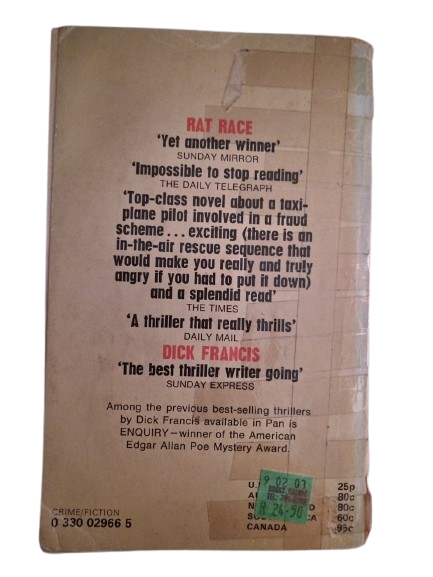 RAT RACE
'Yet another winner'
SUNDAY MIRROR
'Impossible to stop reading'
THE DAILY TELEGRAPH
'Top-class novel about a taxi-
plane pilot involved in a fraud
scheme... exciting (there is an
in-the-air rescue sequence that
would make you really and truly
angry if you had to put it down)
and a splendid read'
THE TIMES
'A thriller that really thrills'
DAILY MAIL
DICK FRANCIS
'The best thriller writer going'
SUNDAY EXPRESS
Among the previous best-selling thrillers
by Dick Francis available in Pan is
ENQUIRY—winner of the American
Edgar Allan Poe Mystery Award.
25p
80c
80c
60c
CANADA 95c
CRIME/FICTION
0 330 02966 5